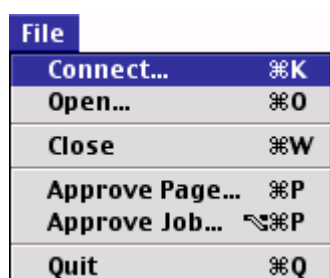 File
Connect... ⌘K
Open... ⌘O
Close ⌘W
Approve Page... ⌘P
Approve Job... ⌥⌘P
Quit ⌘Q